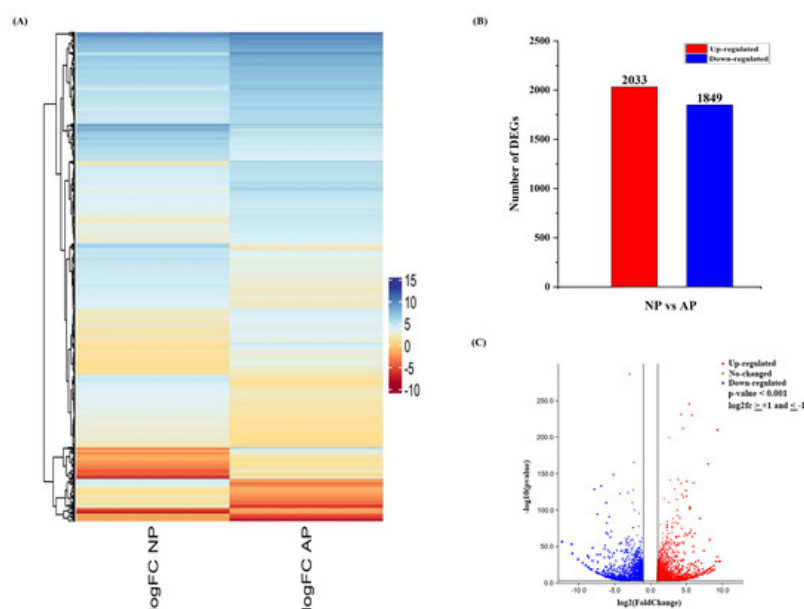 (A)
15
10
5
0
-5
-10
logFC NP
logFC AP
(B)
Up-regulated
Down-regulated
2500
2000
1500
1000
500
0
Number of DEGs
2033
1849
NP vs AP
(C)
Up-regulated
No-changed
Down-regulated
p-value < 0.001
log2fc ≥ +1 and ≤ -1
250.0
200.0
150.0
100.0
50.0
0.0
-log10(pvalue)
-10.0
-5.0
0.0
5.0
10.0
log2(FoldChange)